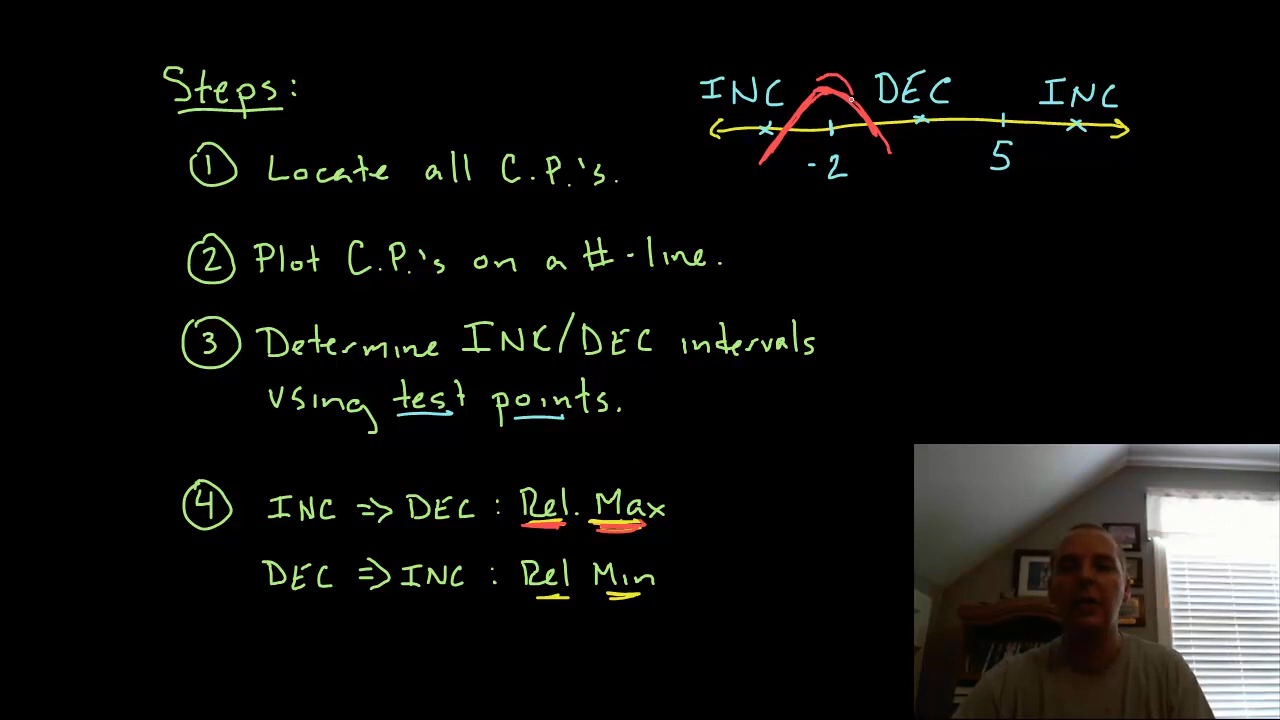 Steps:
INC DEC INC
-2 5
① Locate all C.P.'s.
② Plot C.P.'s on a #-line.
③ Determine INC/DEC intervals
using test points.
④ INC => DEC : Rel. Max
DEC => INC : Rel Min